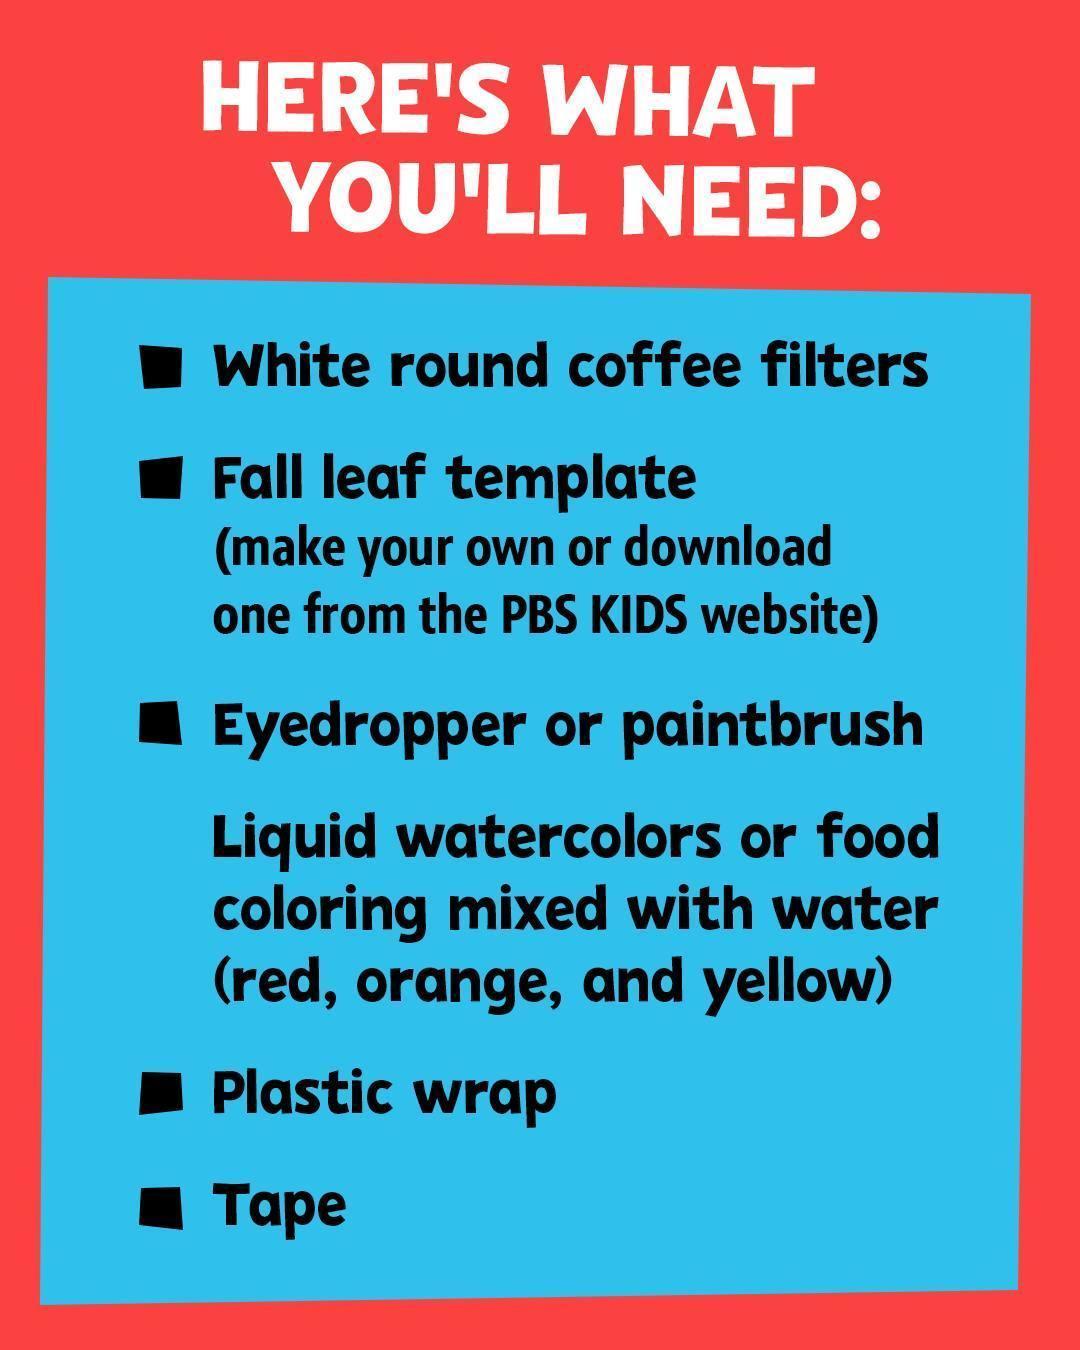 HERE'S WHAT
YOU'LL NEED:
White round coffee filters
Fall leaf template
(make your own or download
one from the PBS KIDS website)
Eyedropper or paintbrush
Liquid watercolors or food
coloring mixed with water
(red, orange, and yellow)
Plastic wrap
Tape